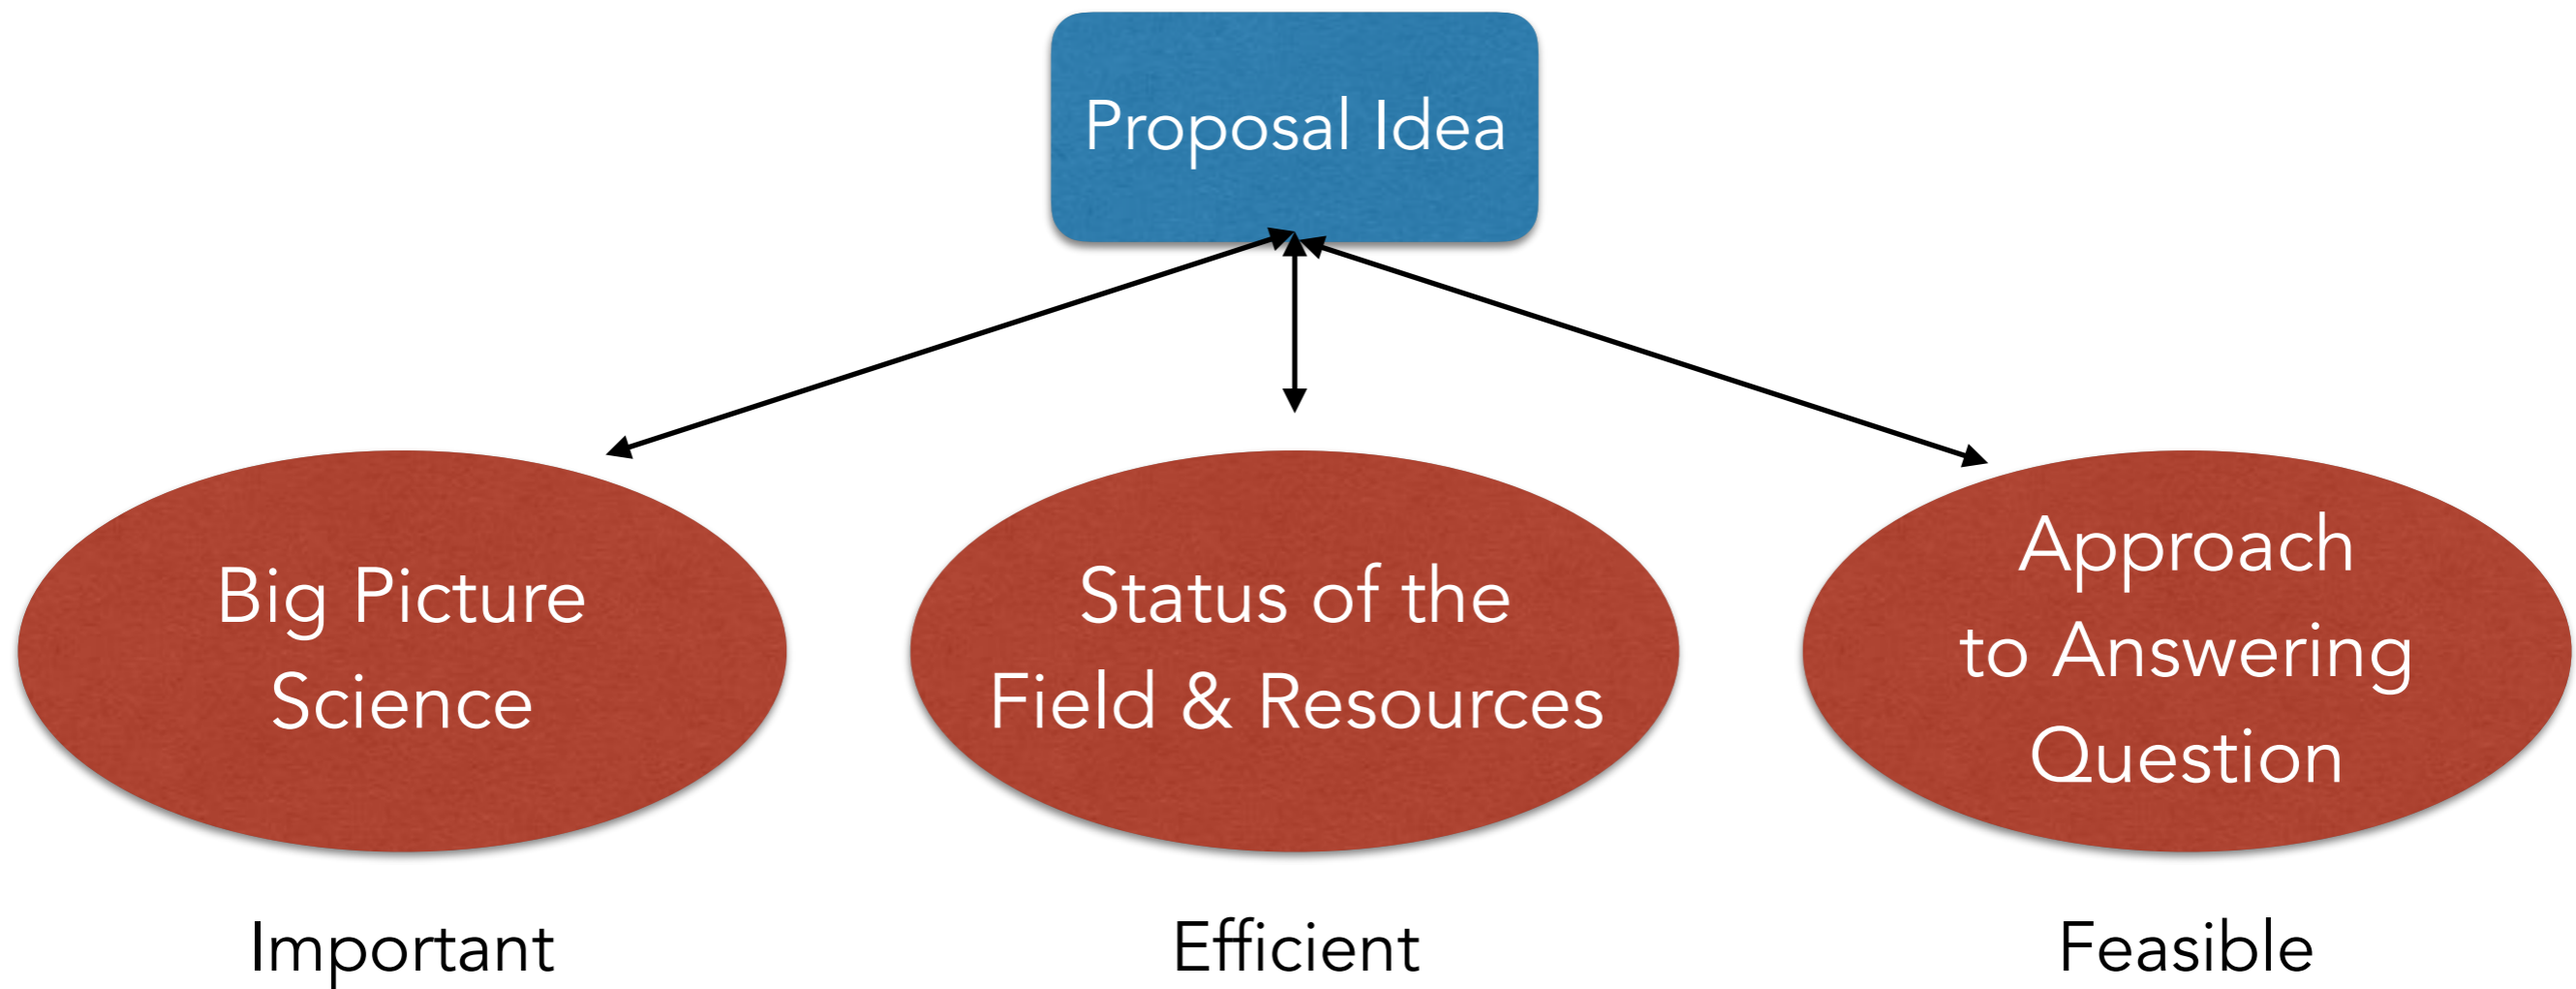 Proposal Idea
Big Picture
Science
Status of the
Field & Resources
Approach
to Answering
Question
Important
Efficient
Feasible